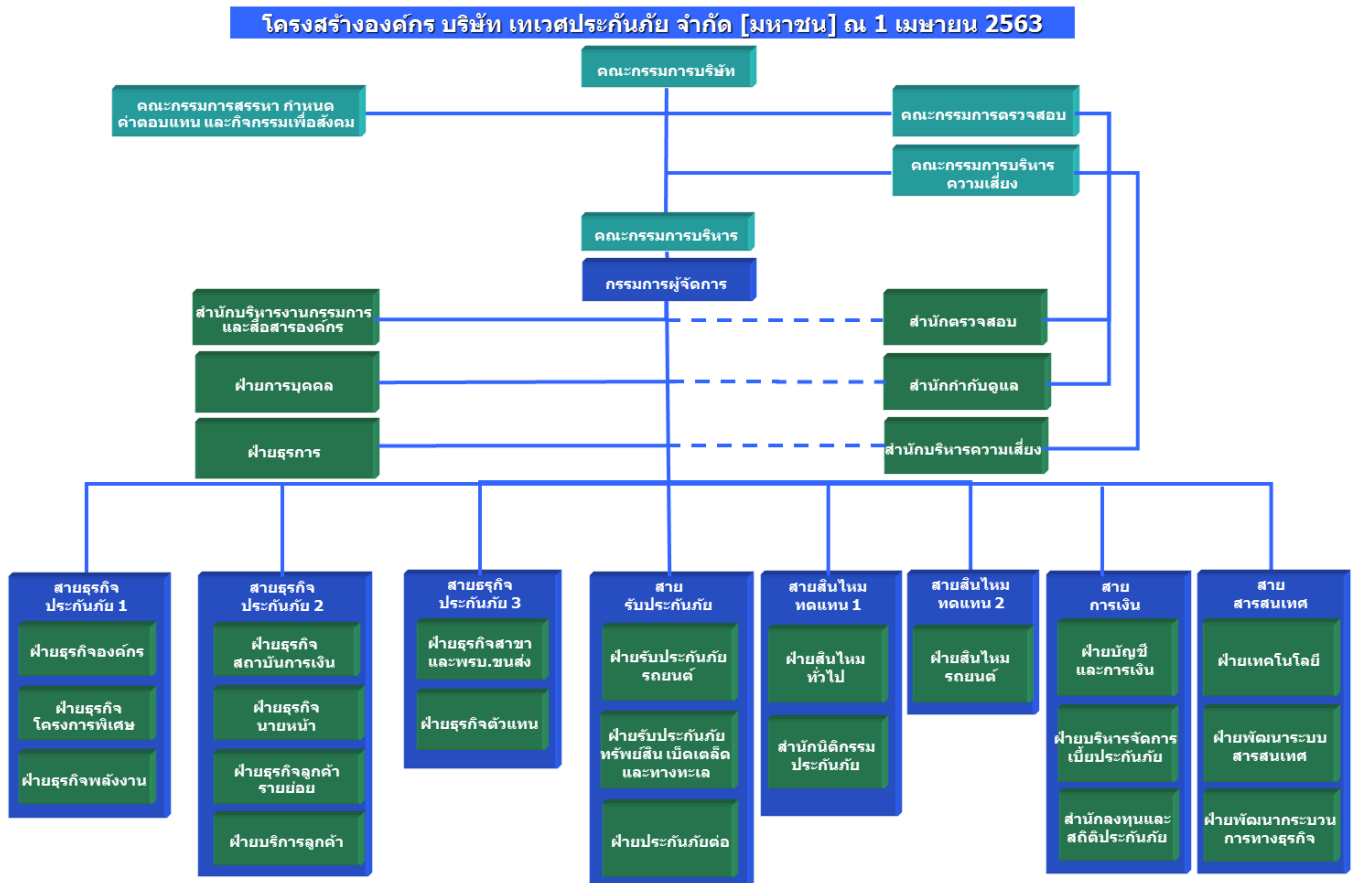 โครงสร้างองค์กร บริษัท เทเวศประกันภัย จำกัด [มหาชน] ณ 1 เมษายน 2563
คณะกรรมการบริษัท
คณะกรรมการสรรหา กำหนด
ค่าตอบแทน และกิจกรรมเพื่อสังคม
คณะกรรมการตรวจสอบ
คณะกรรมการบริหาร
ความเสี่ยง
คณะกรรมการบริหาร
กรรมการผู้จัดการ
สำนักบริหารงานกรรมการ
และสื่อสารองค์กร
สำนักตรวจสอบ
ฝ่ายการบุคคล
สำนักกำกับดูแล
ฝ่ายธุรการ
สำนักบริหารความเสี่ยง
สายธุรกิจ
ประกันภัย 1
ฝ่ายธุรกิจองค์กร
ฝ่ายธุรกิจ
โครงการพิเศษ
ฝ่ายธุรกิจพลังงาน
สายธุรกิจ
ประกันภัย 2
ฝ่ายธุรกิจ
สถาบันการเงิน
ฝ่ายธุรกิจ
นายหน้า
ฝ่ายธุรกิจลูกค้า
รายย่อย
ฝ่ายบริการลูกค้า
สายธรุกิจ
ประกันภัย 3
ฝ่ายธุรกิจสาขา
และพรบ.ขนส่ง
ฝ่ายธุรกิจตัวแทน
สาย
รับประกันภัย
ฝ่ายรับประกันภัย
รถยนต์
ฝ่ายรับประกันภัย
ทรัพย์สิน เบ็ดเตล็ด
และทางทะเล
ฝ่ายประกันภัยต่อ
สายสินไหม
ทดแทน 1
ฝ่ายสินไหม
ทั่วไป
สำนักนิติกรรม
ประกันภัย
สายสินไหม
ทดแทน 2
ฝ่ายสินไหม
รถยนต์
สาย
การเงิน
ฝ่ายบัญชี
และการเงิน
ฝ่ายบริหารจัดการ
เบี้ยประกันภัย
สำนักลงทุนและ
สถิติประกันภัย
สาย
สารสนเทศ
ฝ่ายเทคโนโลยี
ฝ่ายพัฒนาระบบ
สารสนเทศ
ฝ่ายพัฒนากระบวน
การทางธุรกิจ